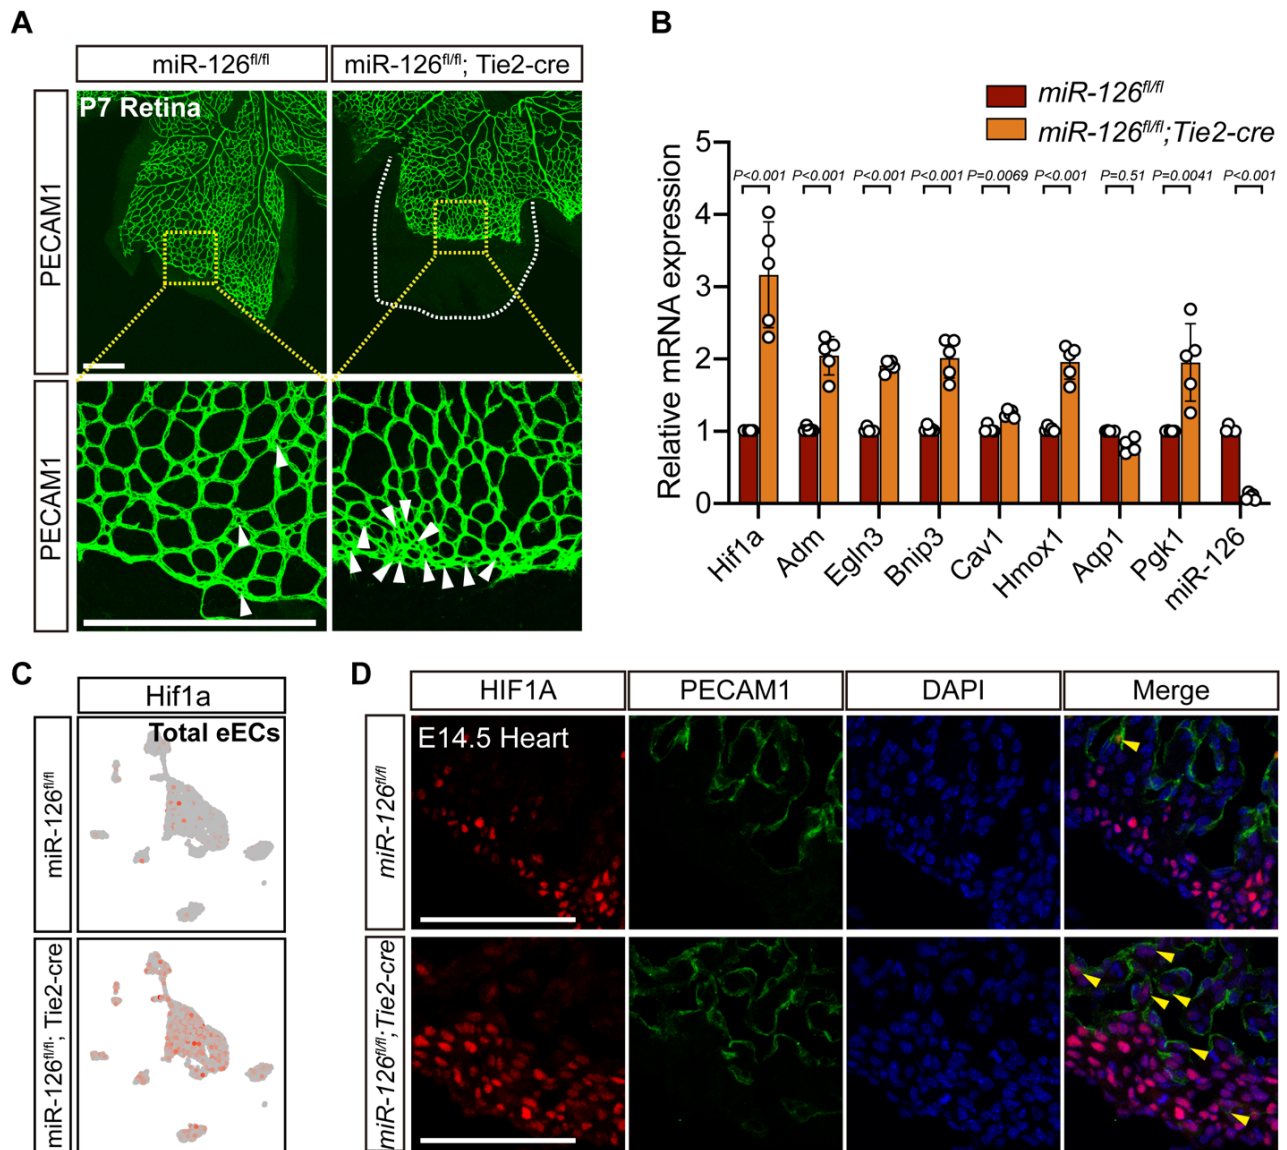 A
miR-126fl/fl
miR-126fl/fl; Tie2-cre
PECAM1
P7 Retina
PECAM1
B
miR-126fl/fl
miR-126fl/fl;Tie2-cre
Relative mRNA expression
5
4
3
2
1
0
P<0.001 P<0.001 P<0.001 P<0.001 P=0.0069 P<0.001 P=0.51 P=0.0041 P<0.001
Hif1a Adm Egln3 Bnip3 Cav1 Hmox1 Aqp1 Pgk1 miR-126
C
Hif1a
miR-126fl/fl
Total eECs
miR-126fl/fl; Tie2-cre
D
HIF1A PECAM1 DAPI Merge
miR-126fl/fl
E14.5 Heart
miR-126fl/fl;Tie2-cre